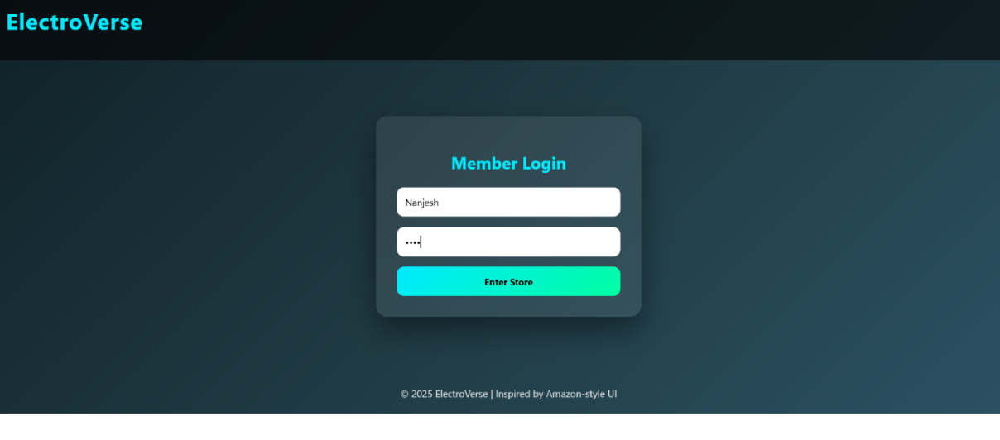 ElectroVerse
Member Login
Nanjesh
••••
Enter Store
© 2025 ElectroVerse | Inspired by Amazon-style UI